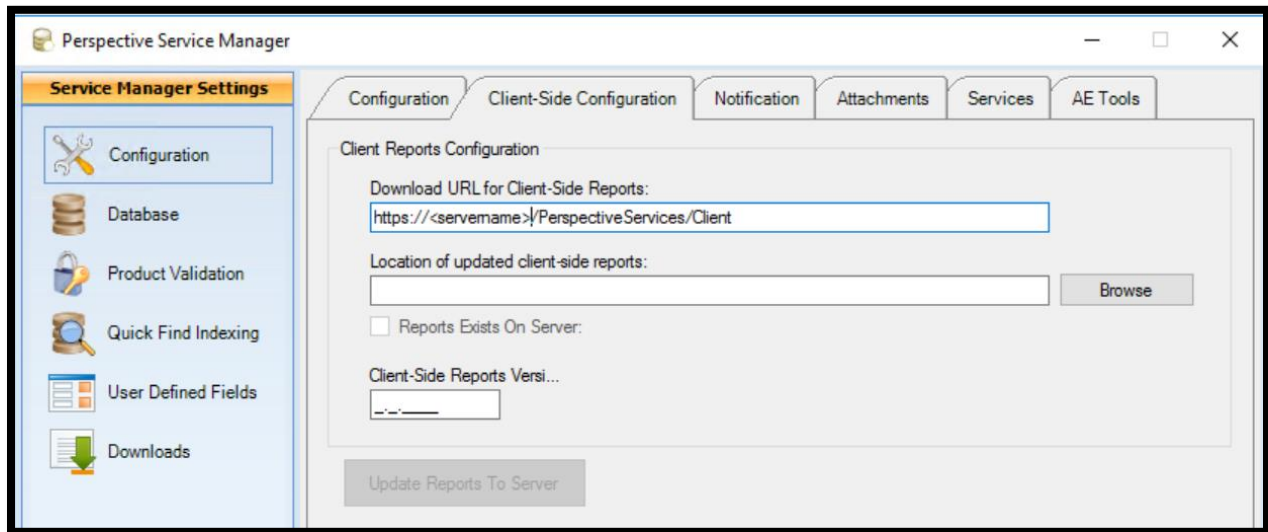 Perspective Service Manager
Service Manager Settings
Configuration
Database
Product Validation
Quick Find Indexing
User Defined Fields
Downloads
Configuration Client-Side Configuration Notification Attachments Services AE Tools
Client Reports Configuration
Download URL for Client-Side Reports:
https://<servername>/PerspectiveServices/Client
Location of updated client-side reports:
Browse
Reports Exists On Server:
Client-Side Reports Versi...
_._.____
Update Reports To Server